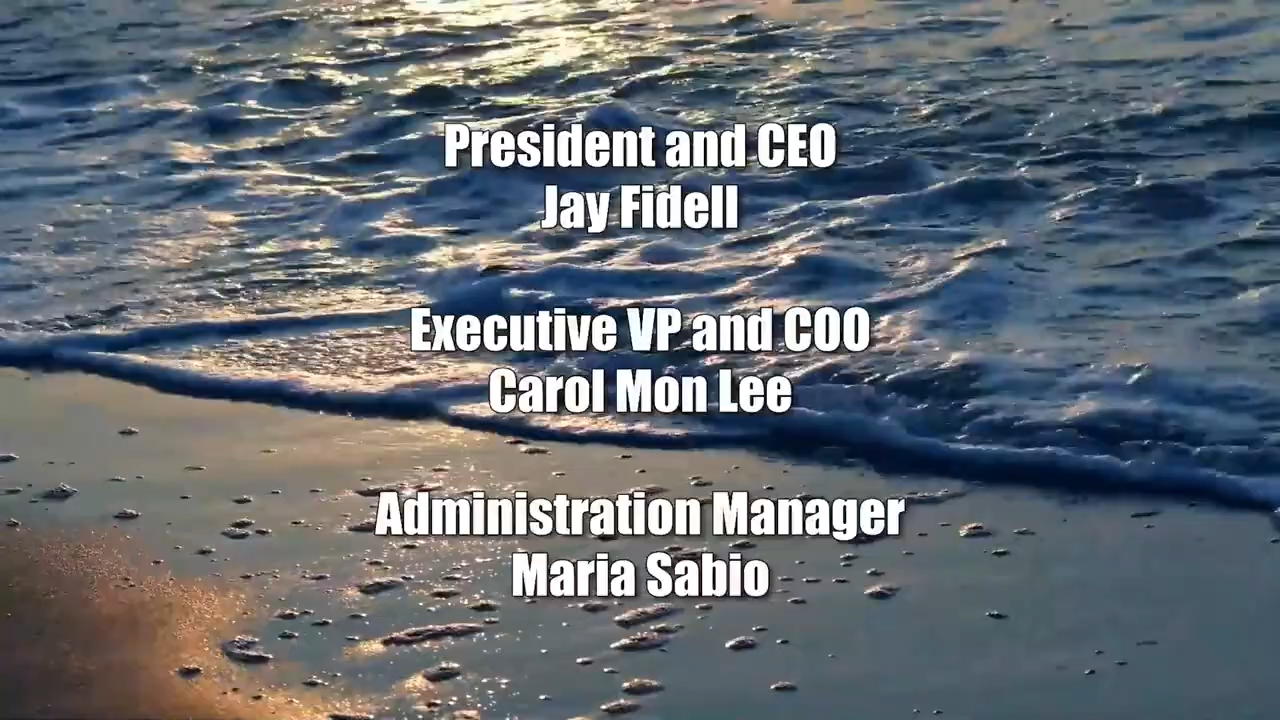 President and CEO
Jay Fidell
Executive VP and COO
Carol Mon Lee
Administration Manager
Maria Sabio